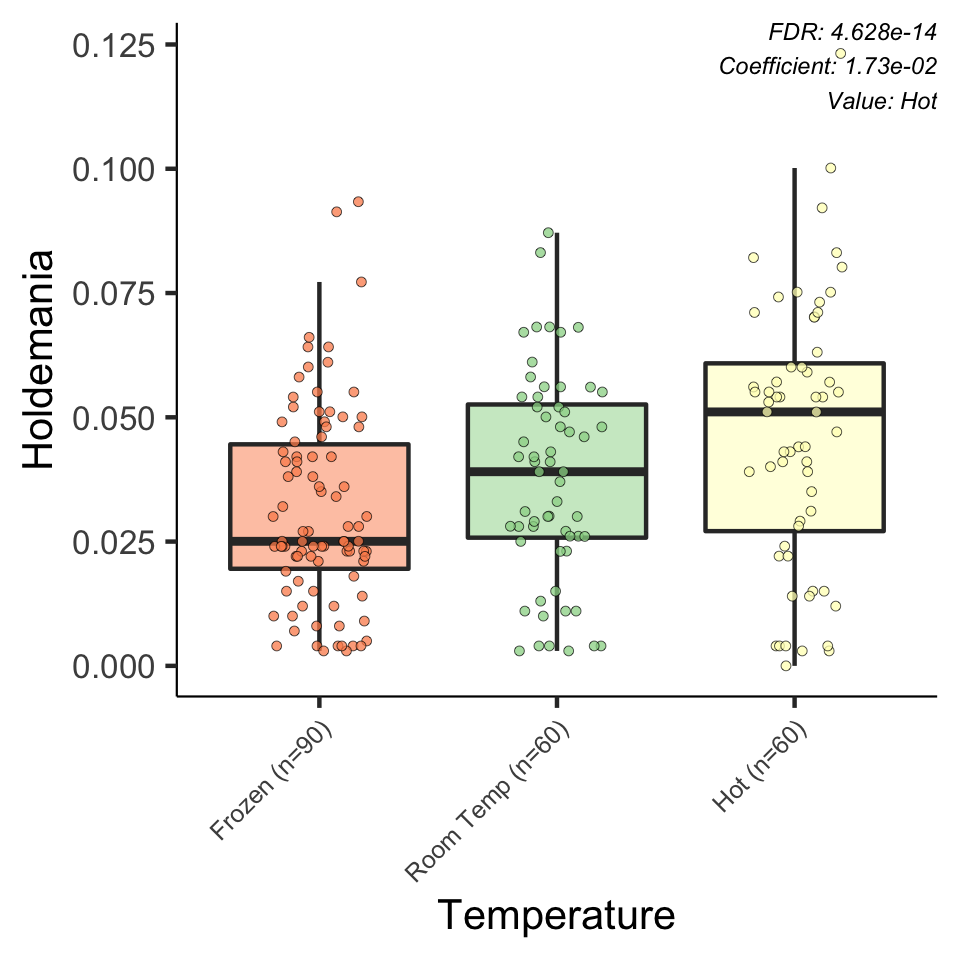 FDR: 4.628e-14
Coefficient: 1.73e-02
Value: Hot
Holdemania
0.125
0.100
0.075
0.050
0.025
0.000
Frozen (n=90)
Room Temp (n=60)
Hot (n=60)
Temperature